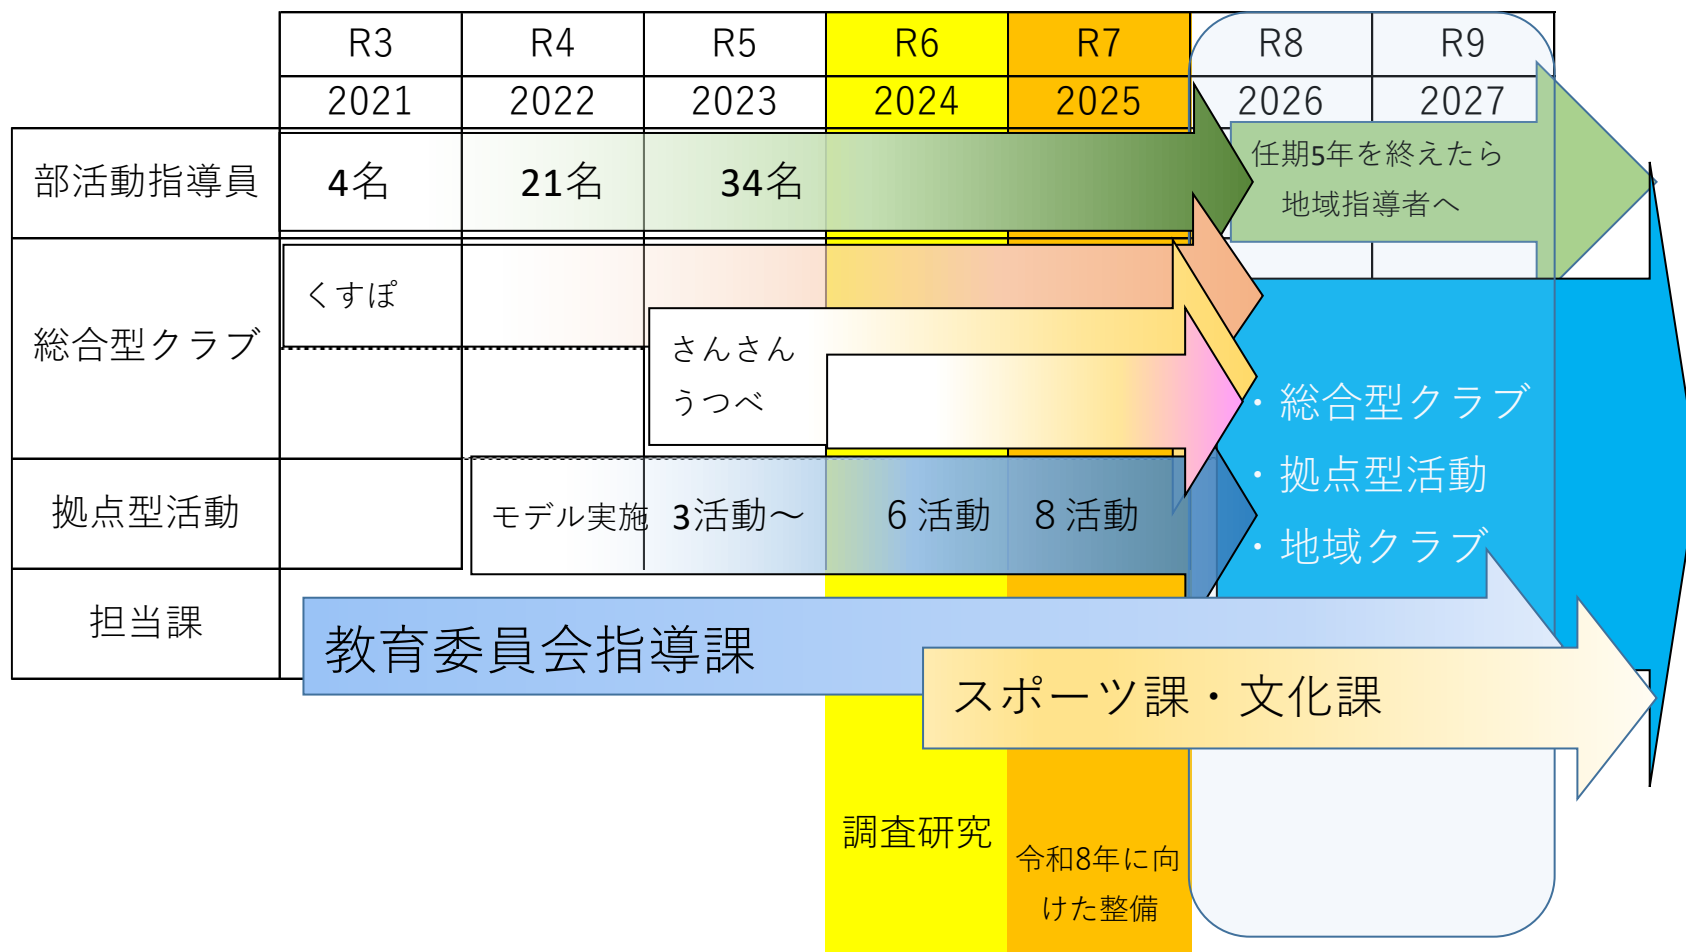 R3 R4 R5 R6 R7 R8 R9
2021 2022 2023 2024 2025 2026 2027
部活動指導員 4名 21名 34名
任期5年を終えたら
地域指導者へ
総合型クラブ
くすぽ
さんさん
うつべ
・総合型クラブ
・拠点型活動
・地域クラブ
拠点型活動 モデル実施 3活動～ 6活動 8活動
担当課
教育委員会指導課
スポーツ課・文化課
調査研究
令和8年に向
けた整備